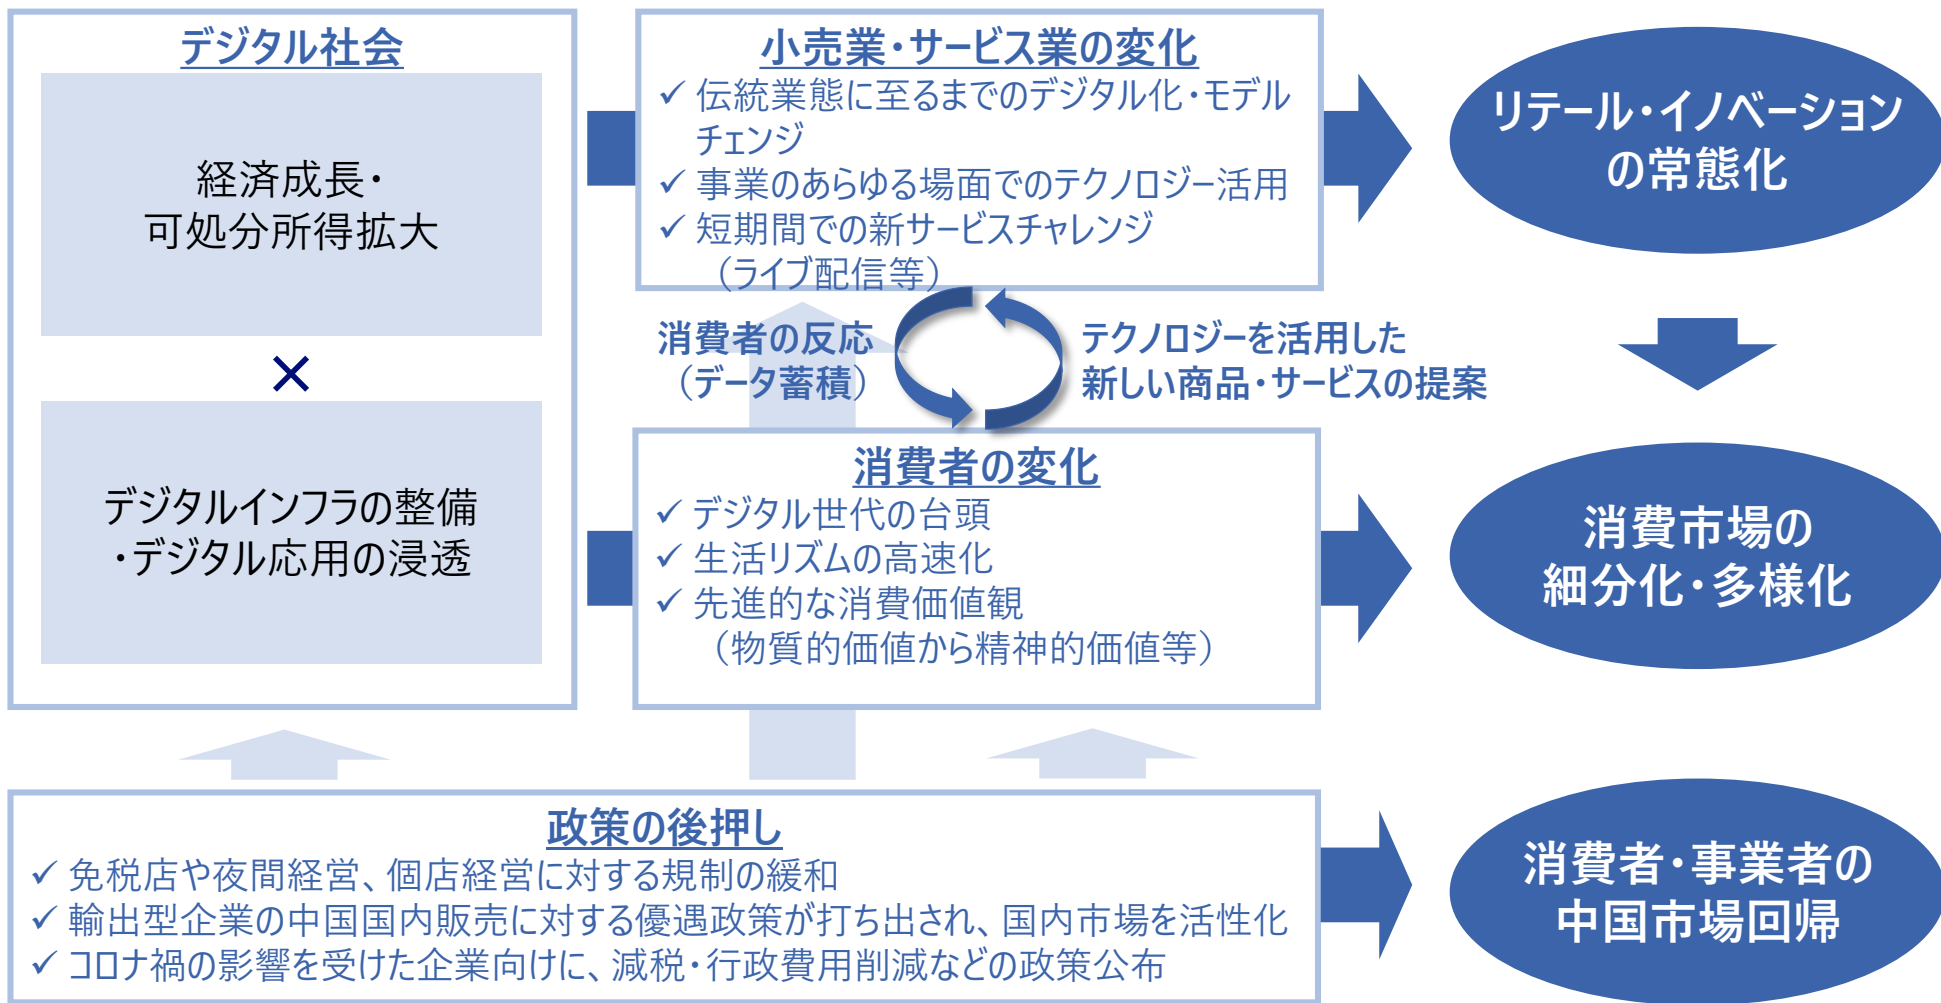 デジタル社会
経済成長・
可処分所得拡大
×
デジタルインフラの整備
・デジタル応用の浸透
小売業・サービス業の変化
✓ 伝統業態に至るまでのデジタル化・モデル
チェンジ
✓ 事業のあらゆる場面でのテクノロジー活用
✓ 短期間での新サービスチャレンジ
（ライブ配信等）
消費者の反応
（データ蓄積）
テクノロジーを活用した
新しい商品・サービスの提案
消費者の変化
✓ デジタル世代の台頭
✓ 生活リズムの高速化
✓ 先進的な消費価値観
（物質的価値から精神的価値等）
政策の後押し
✓ 免税店や夜間経営、個店経営に対する規制の緩和
✓ 輸出型企業の中国国内販売に対する優遇政策が打ち出され、国内市場を活性化
✓ コロナ禍の影響を受けた企業向けに、減税・行政費用削減などの政策公布
リテール・イノベーション
の常態化
消費市場の
細分化・多様化
消費者・事業者の
中国市場回帰